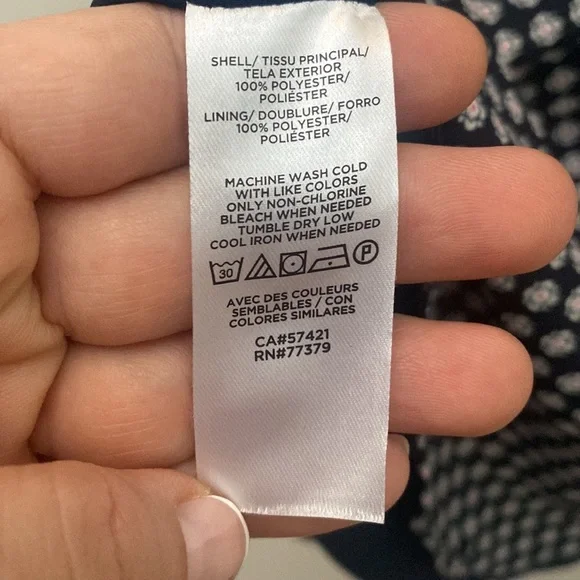 SHELL/ TISSU PRINCIPAL/
TELA EXTERIOR
100% POLYESTER/
POLIÉSTER
LINING/ DOUBLURE/ FORRO
100% POLYESTER/
POLIÉSTER
MACHINE WASH COLD
WITH LIKE COLORS
ONLY NON-CHLORINE
BLEACH WHEN NEEDED
TUMBLE DRY LOW
COOL IRON WHEN NEEDED
30 P
AVEC DES COULEURS
SEMBLABLES / CON
COLORES SIMILARES
CA#57421
RN#77379